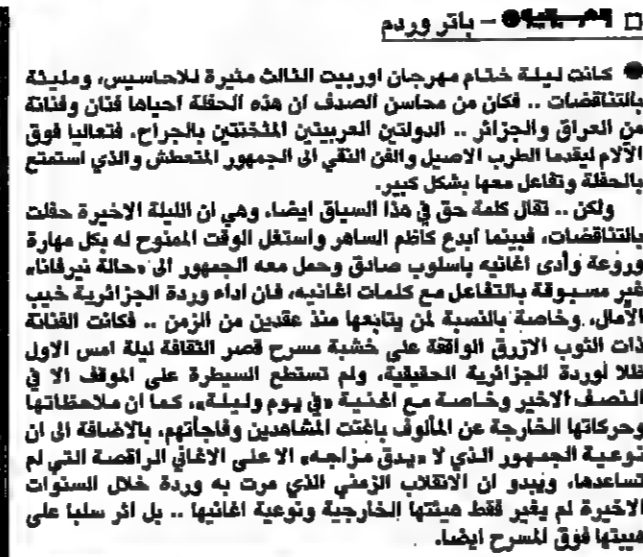 – باتر وردم
● كانت ليلة ختام مهرجان اوربيت الثالث مثيرة للاحاسيس، ومليئة
بالتناقضات .. فكان من محاسن الصدف ان هذه الحفلة احياها فنان وفنانة
من العراق والجزائر .. الدولتين العربيتين المثخنتين بالجراح، فتعاليا فوق
الآلام ليقدما الطرب الاصيل والفن النقي الى الجمهور المتعطش والذي استمتع
بالحفلة وتفاعل معها بشكل كبير.
ولكن .. تقال كلمة حق في هذا السياق ايضا، وهي ان الليلة الاخيرة حفلت
بالتناقضات، فبينما ابدع كاظم الساهر واستغل الوقت الممنوح له بكل مهارة
وروعة وأدى اغانيه باسلوب صادق وحمل معه الجمهور الى «حالة نيرفانا»
غير مسبوقة بالتفاعل مع كلمات اغانيه، فان اداء وردة الجزائرية خيب
الآمال، وخاصة بالنسبة لمن يتابعها منذ عقدين من الزمن .. فكانت الفنانة
ذات الثوب الازرق الواقفة على خشبة مسرح قصر الثقافة ليلة امس الاول
ظلا لوردة الجزائرية الحقيقية، ولم تستطع السيطرة على الموقف الا في
النصف الاخير وخاصة مع اغنية «في يوم وليلة»، كما ان ملاحظاتها
وحركاتها الخارجة عن المألوف باغتت المشاهدين وفاجأتهم، بالاضافة الى ان
نوعية الجمهور الذي لا «يدق مزاجه» الا على الاغاني الراقصة التي لم
تساعدها، ويبدو ان الانقلاب الزمني الذي مرت به وردة خلال السنوات
الاخيرة لم يغير فقط هيئتها الخارجية ونوعية اغانيها .. بل اثر سلبا على
هيبتها فوق المسرح ايضا.